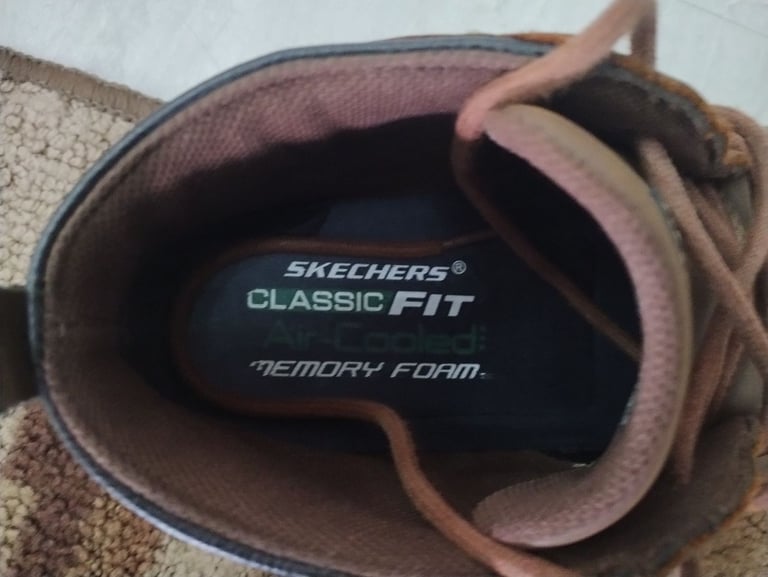 SKECHERS®
CLASSIC FIT
Air-Cooled
MEMORY FOAM